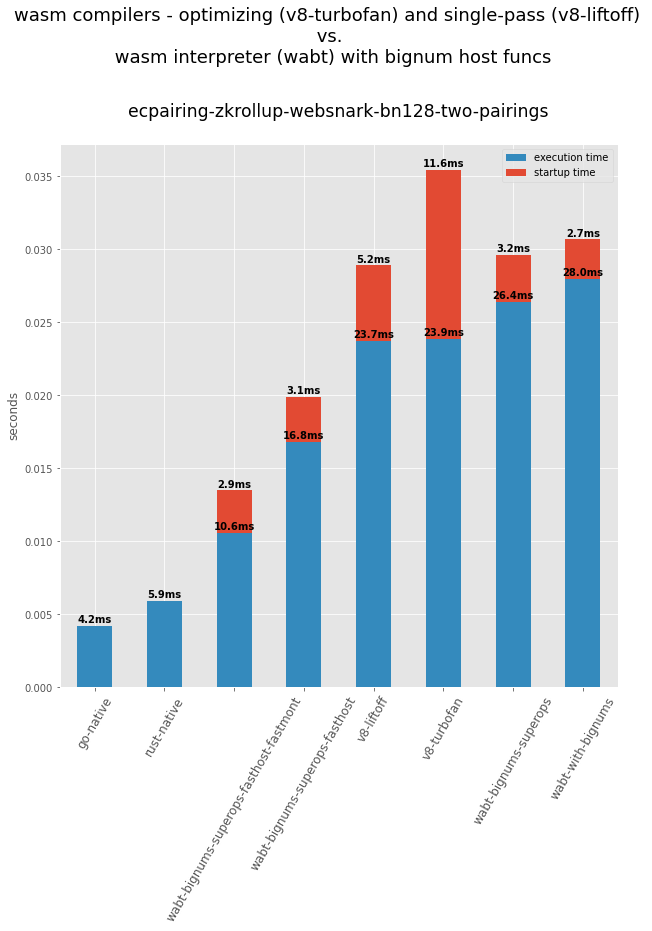 wasm compilers - optimizing (v8-turbofan) and single-pass (v8-liftoff)
vs.
wasm interpreter (wabt) with bignum host funcs
ecpairing-zkrollup-websnark-bn128-two-pairings
execution time
startup time
11.6ms
5.2ms
3.2ms
2.7ms
23.7ms
23.9ms
26.4ms
28.0ms
3.1ms
16.8ms
2.9ms
10.6ms
4.2ms
5.9ms
seconds
0.035
0.030
0.025
0.020
0.015
0.010
0.005
0.000
go-native
rust-native
wabt-bignums-superops-fasthost-fastmont
wabt-bignums-superops-fasthost
v8-liftoff
v8-turbofan
wabt-bignums-superops
wabt-with-bignums